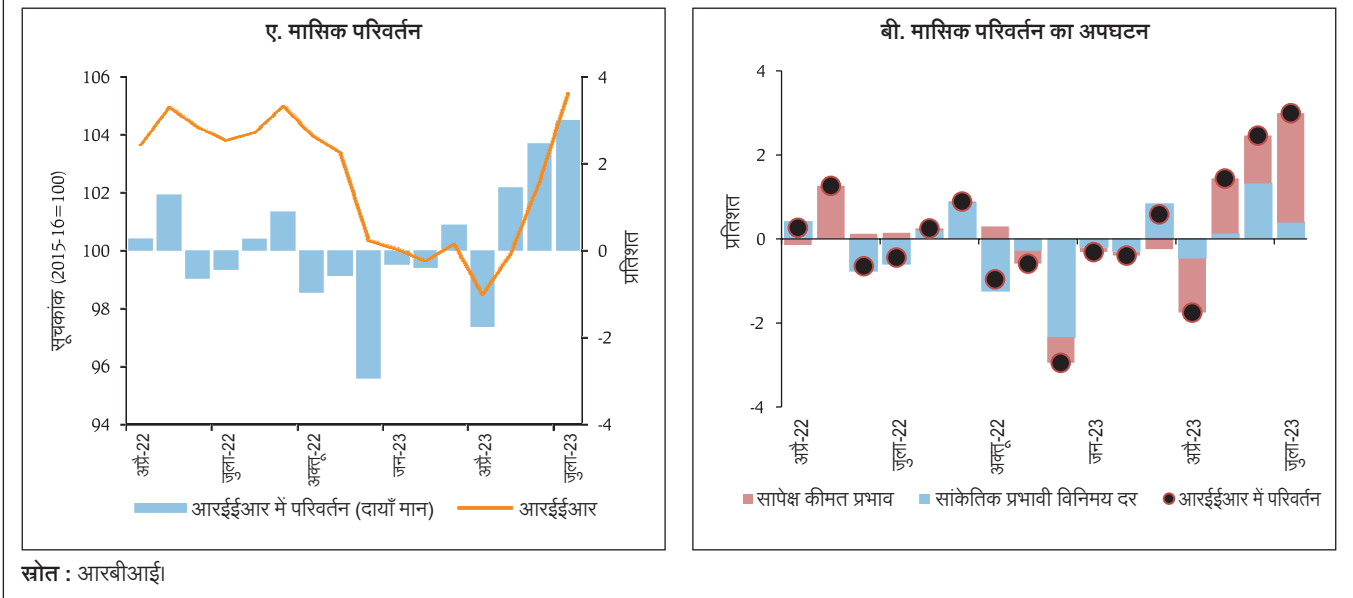 ए. मासिक परिवर्तन
106
104
102
100
98
96
94
सूचकांक (2015-16=100)
4
2
0
-2
-4
प्रतिशत
अप्रै-22
जुला-22
अक्तू-22
जन-23
अप्रै-23
जुला-23
आरईईआर में परिवर्तन (दायाँ मान)
आरईईआर
बी. मासिक परिवर्तन का अपघटन
4
2
0
-2
-4
प्रतिशत
अप्रै-22
जुला-22
अक्तू-22
जन-23
अप्रै-23
जुला-23
सापेक्ष कीमत प्रभाव
सांकेतिक प्रभावी विनिमय दर
आरईईआर में परिवर्तन
स्रोत : आरबीआई।